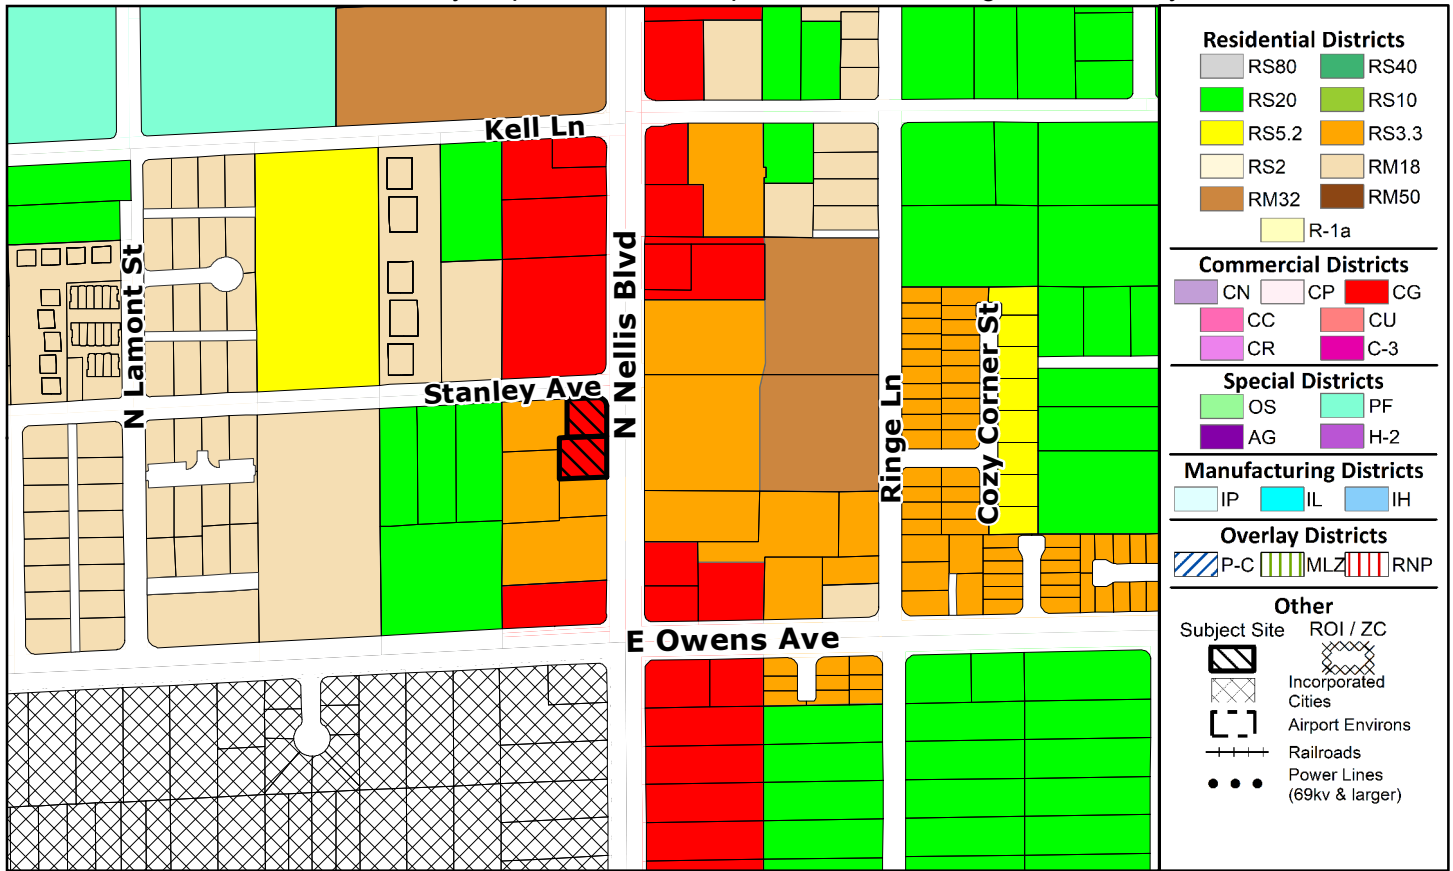 Kell Ln
N Lamont St
N Nellis Blvd
Stanley Ave
Ringe Ln
Cozy Corner St
E Owens Ave
Residential Districts
RS80 RS40
RS20 RS10
RS5.2 RS3.3
RS2 RM18
RM32 RM50
R-1a
Commercial Districts
CN CP CG
CC CU
CR C-3
Special Districts
OS PF
AG H-2
Manufacturing Districts
IP IL IH
Overlay Districts
P-C MLZ RNP
Other
Subject Site ROI / ZC
Incorporated
Cities
Airport Environs
Railroads
Power Lines
(69kv & larger)